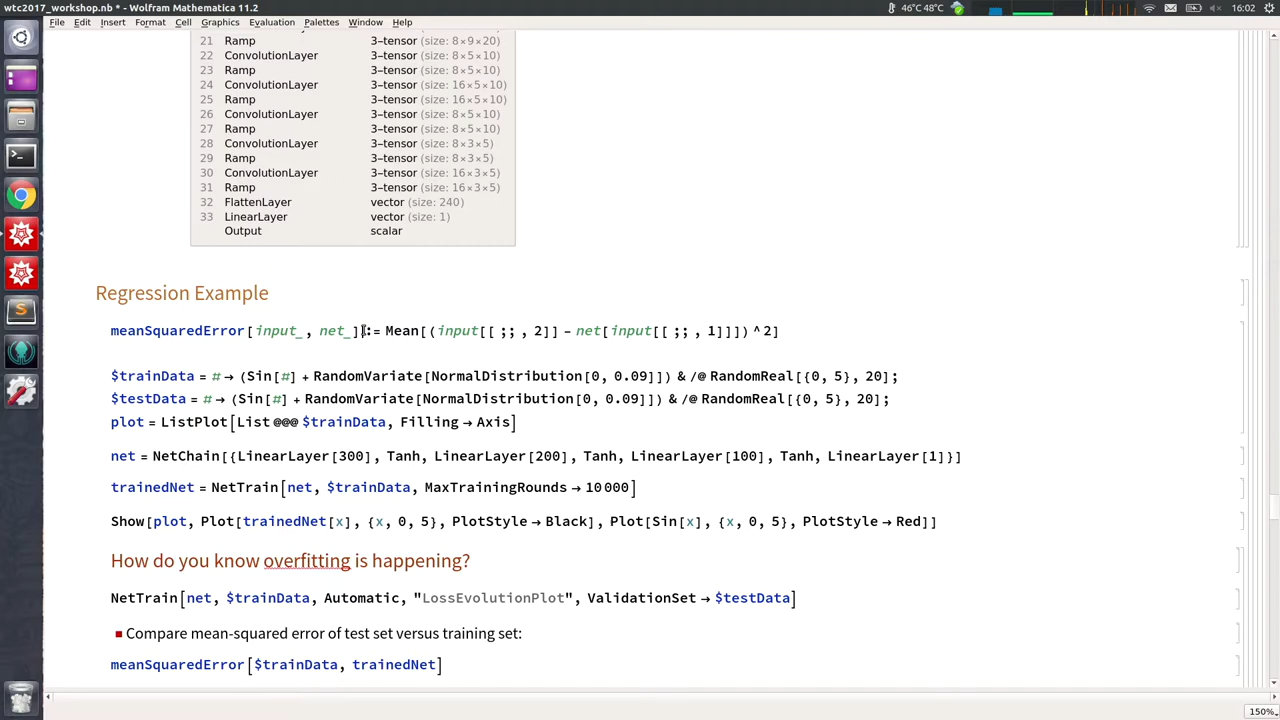 wtc2017_workshop.nb * - Wolfram Mathematica 11.2
46°C 48°C
16:02
File Edit Insert Format Cell Graphics Evaluation Palettes Window Help
21 Ramp 3-tensor (size: 8×9×20)
22 ConvolutionLayer 3-tensor (size: 8×5×10)
23 Ramp 3-tensor (size: 8×5×10)
24 ConvolutionLayer 3-tensor (size: 16×5×10)
25 Ramp 3-tensor (size: 16×5×10)
26 ConvolutionLayer 3-tensor (size: 8×5×10)
27 Ramp 3-tensor (size: 8×5×10)
28 ConvolutionLayer 3-tensor (size: 8×3×5)
29 Ramp 3-tensor (size: 8×3×5)
30 ConvolutionLayer 3-tensor (size: 16×3×5)
31 Ramp 3-tensor (size: 16×3×5)
32 FlattenLayer vector (size: 240)
33 LinearLayer vector (size: 1)
Output scalar
Regression Example
meanSquaredError[input_, net_] := Mean[(input[[ ;; , 2]] - net[input[[ ;; , 1]]]) ^ 2]
$trainData = # → (Sin[#] + RandomVariate[NormalDistribution[0, 0.09]]) & /@ RandomReal[{0, 5}, 20];
$testData = # → (Sin[#] + RandomVariate[NormalDistribution[0, 0.09]]) & /@ RandomReal[{0, 5}, 20];
plot = ListPlot[List @@@ $trainData, Filling → Axis]
net = NetChain[{LinearLayer[300], Tanh, LinearLayer[200], Tanh, LinearLayer[100], Tanh, LinearLayer[1]}]
trainedNet = NetTrain[net, $trainData, MaxTrainingRounds → 10 000]
Show[plot, Plot[trainedNet[x], {x, 0, 5}, PlotStyle → Black], Plot[Sin[x], {x, 0, 5}, PlotStyle → Red]]
How do you know overfitting is happening?
NetTrain[net, $trainData, Automatic, "LossEvolutionPlot", ValidationSet → $testData]
■ Compare mean-squared error of test set versus training set:
meanSquaredError[$trainData, trainedNet]
150%